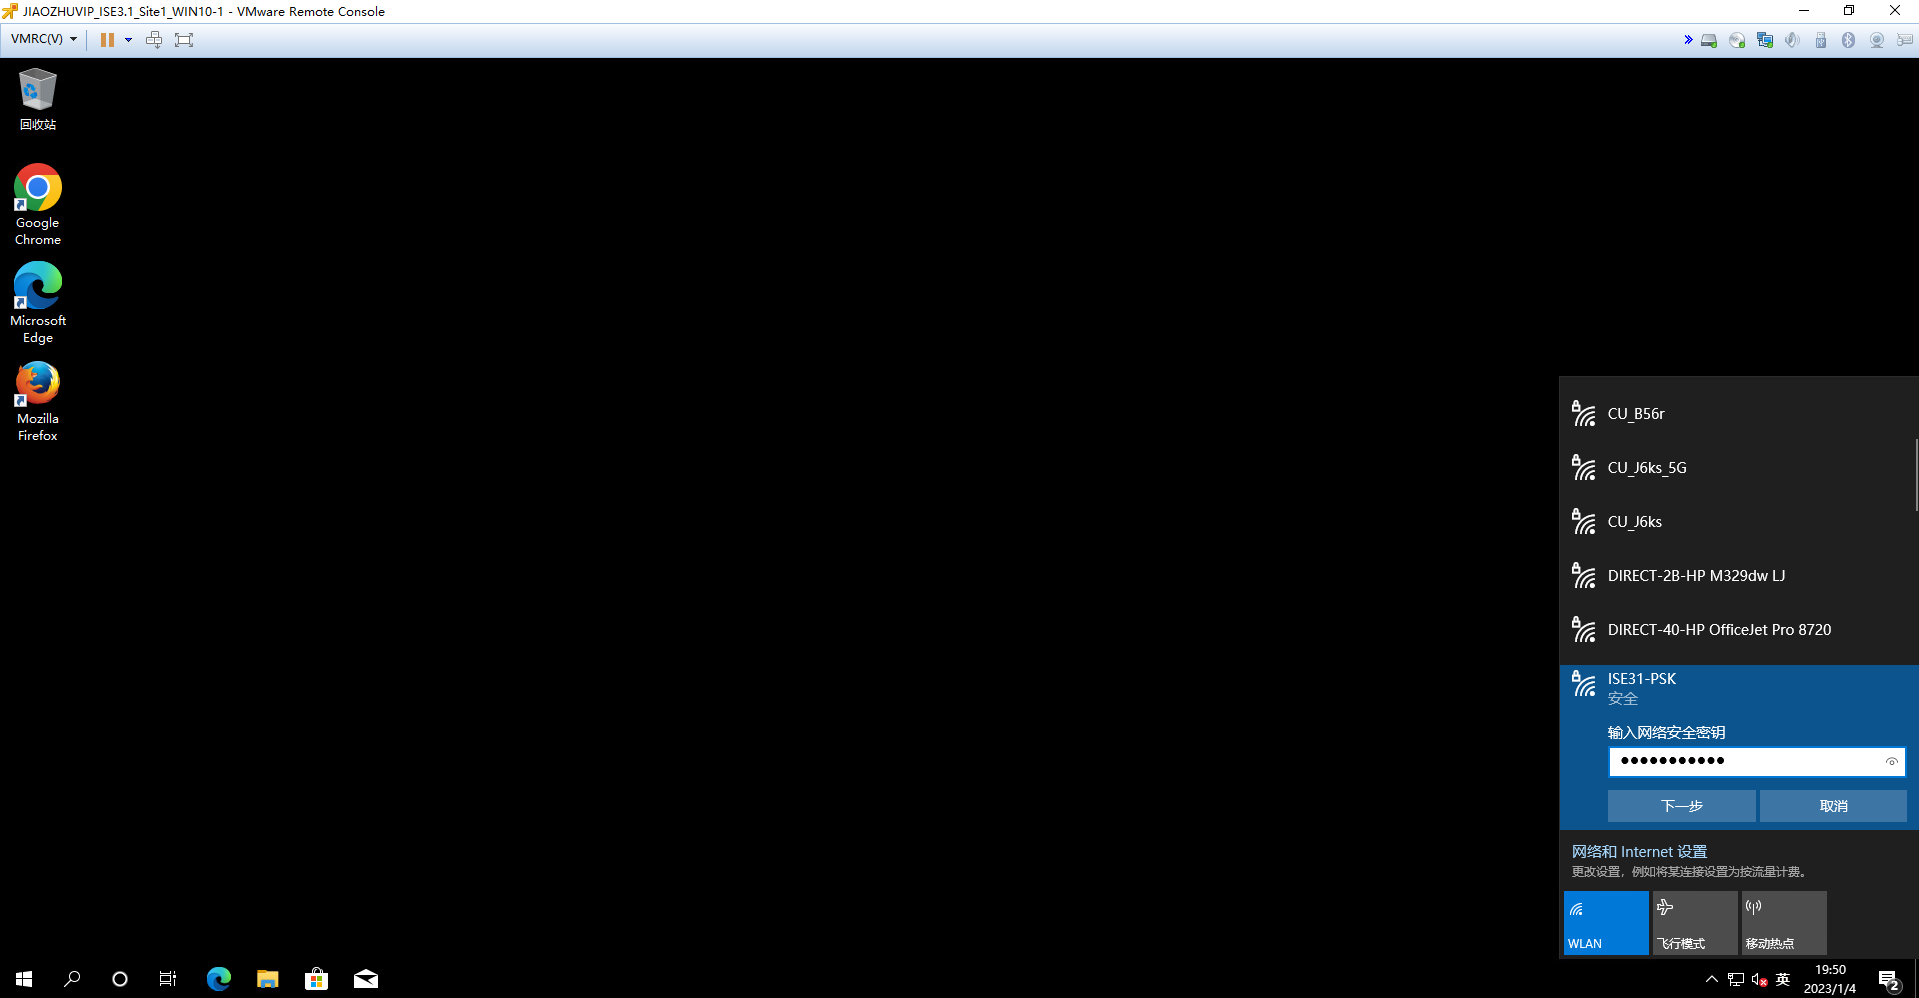 JIAOZHUVIP_ISE3.1_Site1_WIN10-1 - VMware Remote Console
VMRC(V)
回收站
Google
Chrome
Microsoft
Edge
Mozilla
Firefox
CU_B56r
CU_J6ks_5G
CU_J6ks
DIRECT-2B-HP M329dw LJ
DIRECT-40-HP OfficeJet Pro 8720
ISE31-PSK
安全
输入网络安全密钥
●●●●●●●●●●●
下一步 取消
网络和 Internet 设置
更改设置，例如将某连接设置为按流量计费。
WLAN 飞行模式 移动热点
英
19:50
2023/1/4
2